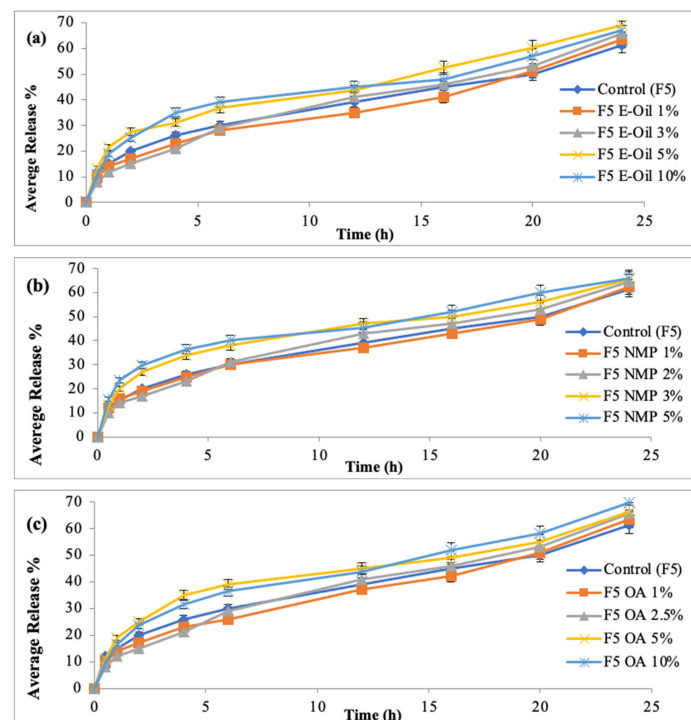 (a)
70
60
50
40
30
20
10
0
0 5 10 15 20 25
Averege Release %
Time (h)
Control (F5)
F5 E-Oil 1%
F5 E-Oil 3%
F5 E-Oil 5%
F5 E-Oil 10%
(b)
70
60
50
40
30
20
10
0
0 5 10 15 20 25
Averege Release %
Time (h)
Control (F5)
F5 NMP 1%
F5 NMP 2%
F5 NMP 3%
F5 NMP 5%
(c)
70
60
50
40
30
20
10
0
0 5 10 15 20 25
Average Release %
Time (h)
Control (F5)
F5 OA 1%
F5 OA 2.5%
F5 OA 5%
F5 OA 10%